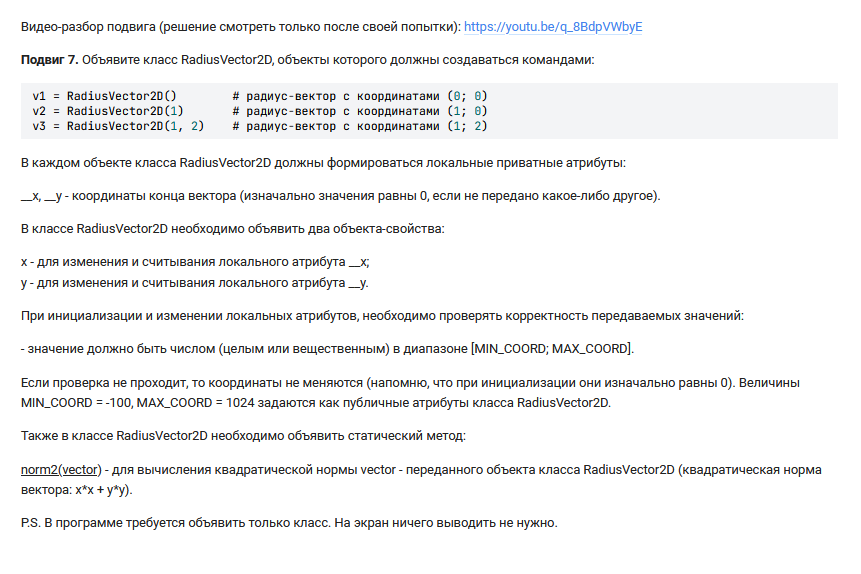 Видео-разбор подвига (решение смотреть только после своей попытки): https://youtu.be/q_8BdpVWbyE
Подвиг 7. Объявите класс RadiusVector2D, объекты которого должны создаваться командами:
v1 = RadiusVector2D()        # радиус-вектор с координатами (0; 0)
v2 = RadiusVector2D(1)       # радиус-вектор с координатами (1; 0)
v3 = RadiusVector2D(1, 2)    # радиус-вектор с координатами (1; 2)
В каждом объекте класса RadiusVector2D должны формироваться локальные приватные атрибуты:
__x, __y - координаты конца вектора (изначально значения равны 0, если не передано какое-либо другое).
В классе RadiusVector2D необходимо объявить два объекта-свойства:
x - для изменения и считывания локального атрибута __x;
y - для изменения и считывания локального атрибута __y.
При инициализации и изменении локальных атрибутов, необходимо проверять корректность передаваемых значений:
- значение должно быть числом (целым или вещественным) в диапазоне [MIN_COORD; MAX_COORD].
Если проверка не проходит, то координаты не меняются (напомню, что при инициализации они изначально равны 0). Величины
MIN_COORD = -100, MAX_COORD = 1024 задаются как публичные атрибуты класса RadiusVector2D.
Также в классе RadiusVector2D необходимо объявить статический метод:
norm2(vector) - для вычисления квадратической нормы vector - переданного объекта класса RadiusVector2D (квадратическая норма
вектора: x*x + y*y).
P.S. В программе требуется объявить только класс. На экран ничего выводить не нужно.